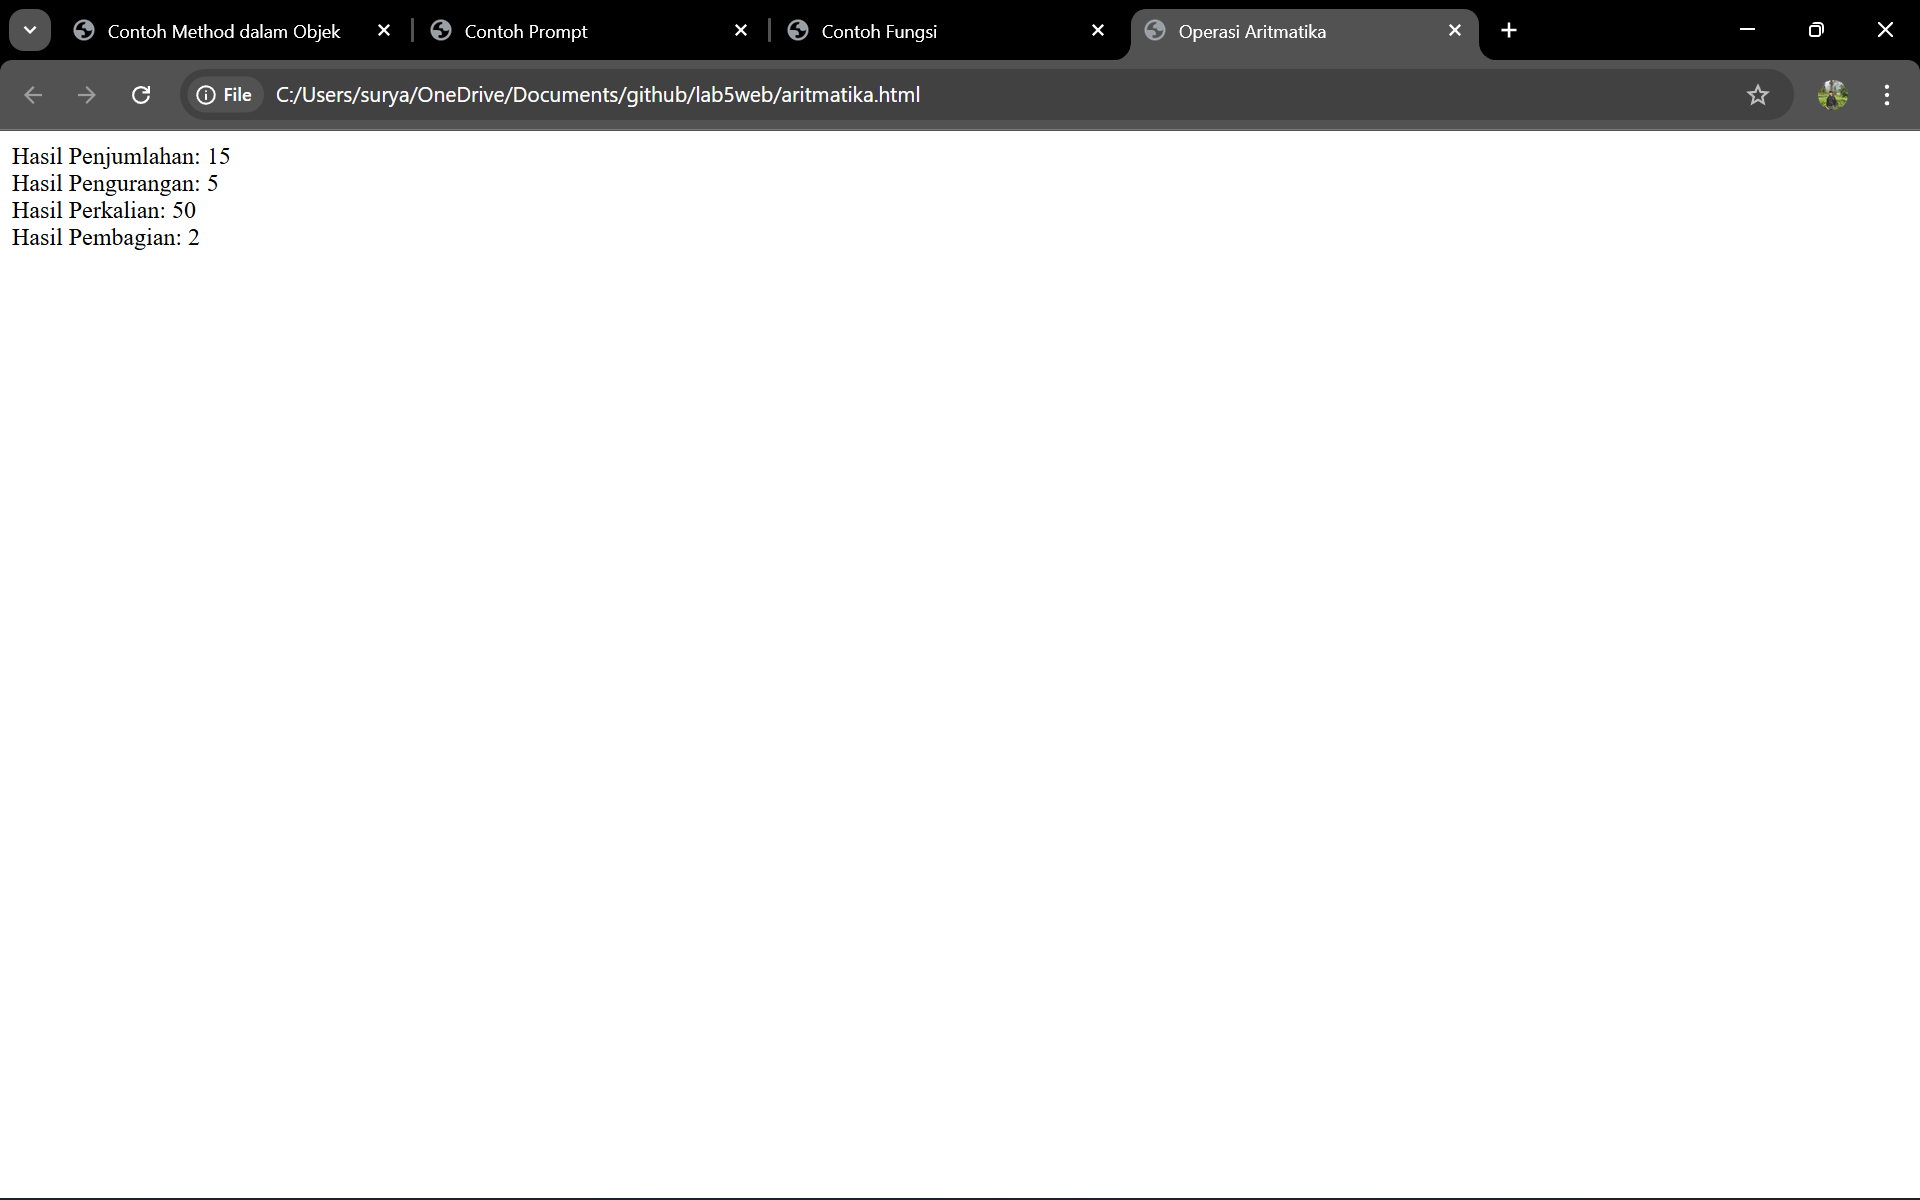 Contoh Method dalam Objek
Contoh Prompt
Contoh Fungsi
Operasi Aritmatika
File
C:/Users/surya/OneDrive/Documents/github/lab5web/aritmatika.html
Hasil Penjumlahan: 15
Hasil Pengurangan: 5
Hasil Perkalian: 50
Hasil Pembagian: 2